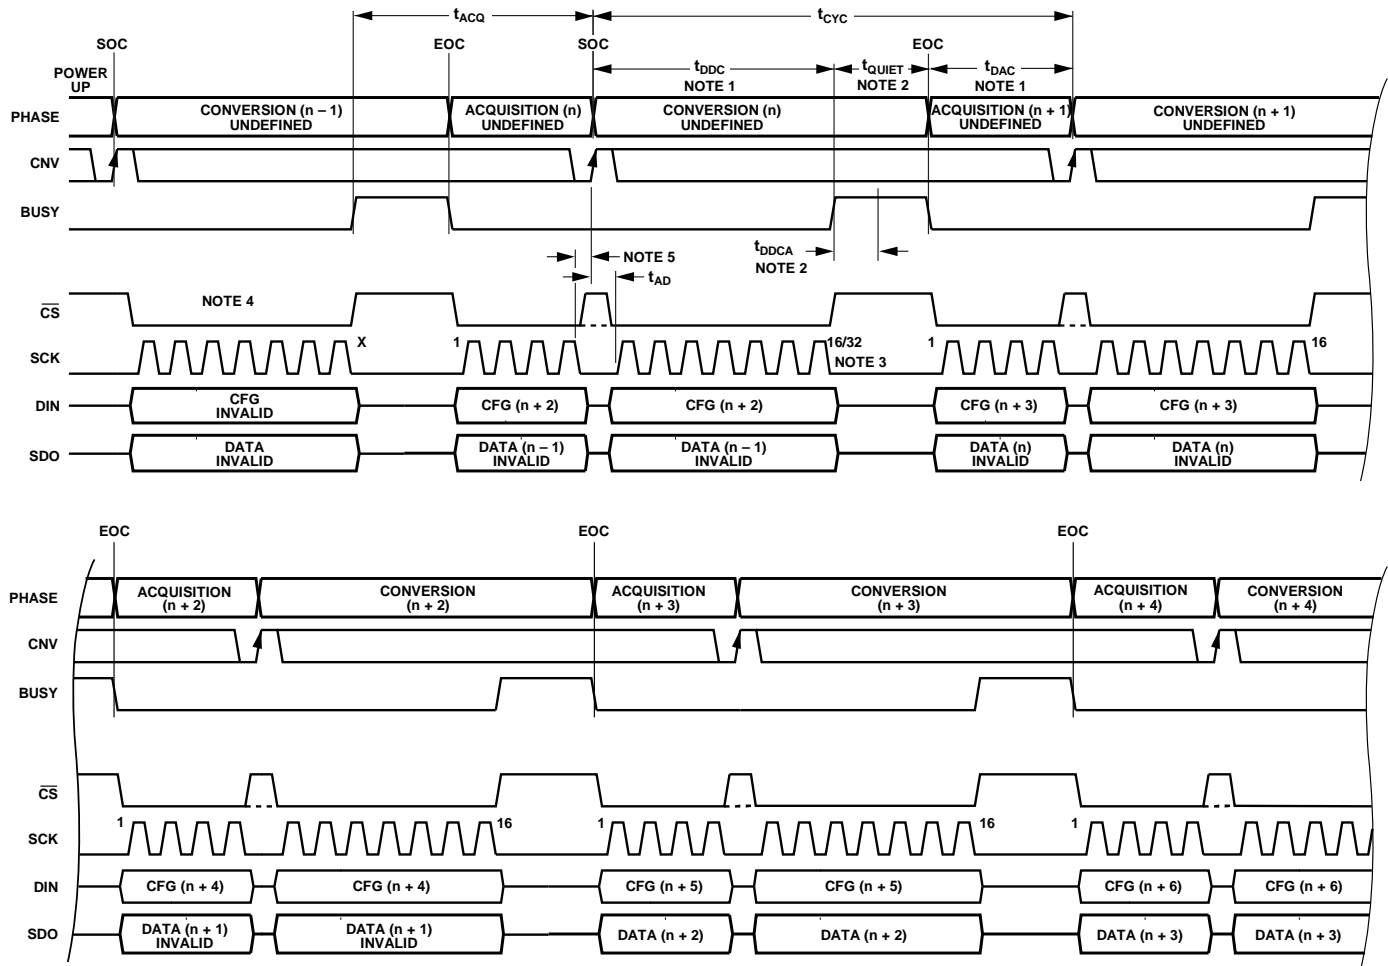 tACQ
tCYC
SOC
EOC
SOC
EOC
POWER
UP
tDDC
NOTE 1
tQUIET
NOTE 2
tDAC
NOTE 1
PHASE
CONVERSION (n – 1)
UNDEFINED
ACQUISITION (n)
UNDEFINED
CONVERSION (n)
UNDEFINED
ACQUISITION (n + 1)
UNDEFINED
CONVERSION (n + 1)
UNDEFINED
CNV
BUSY
NOTE 5
tAD
tDDCA
NOTE 2
CS
NOTE 4
SCK
X
1
16/32
NOTE 3
1
16
DIN
CFG
INVALID
CFG (n + 2)
CFG (n + 2)
CFG (n + 3)
CFG (n + 3)
SDO
DATA
INVALID
DATA (n – 1)
INVALID
DATA (n – 1)
INVALID
DATA (n)
INVALID
DATA (n)
INVALID
EOC
EOC
EOC
PHASE
ACQUISITION
(n + 2)
CONVERSION
(n + 2)
ACQUISITION
(n + 3)
CONVERSION
(n + 3)
ACQUISITION
(n + 4)
CONVERSION
(n + 4)
CNV
BUSY
CS
SCK
1
16
1
16
1
DIN
CFG (n + 4)
CFG (n + 4)
CFG (n + 5)
CFG (n + 5)
CFG (n + 6)
CFG (n + 6)
SDO
DATA (n + 1)
INVALID
DATA (n + 1)
INVALID
DATA (n + 2)
DATA (n + 2)
DATA (n + 3)
DATA (n + 3)